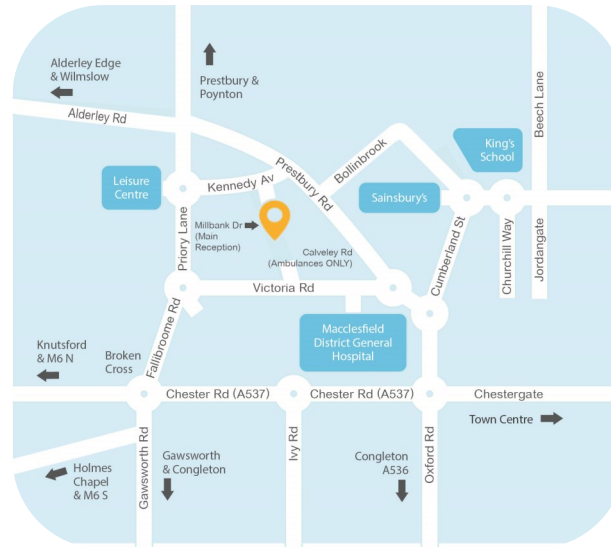 Alderley Edge
& Wilmslow
Prestbury &
Poynton
Beech Lane
Alderley Rd
King's
School
Bollinbrook
Prestbury Rd
Leisure
Centre
Kennedy Av
Sainsbury's
Millbank Dr
(Main
Reception)
Priory Lane
Calveley Rd
(Ambulances ONLY)
Cumberland St
Churchill Way
Jordangate
Victoria Rd
Fallibroome Rd
Macclesfield
District General
Hospital
Knutsford
& M6 N
Broken
Cross
Chester Rd (A537)
Chester Rd (A537)
Chestergate
Town Centre
Gawsworth Rd
Gawsworth
& Congleton
Ivy Rd
Congleton
A536
Oxford Rd
Holmes
Chapel
& M6 S